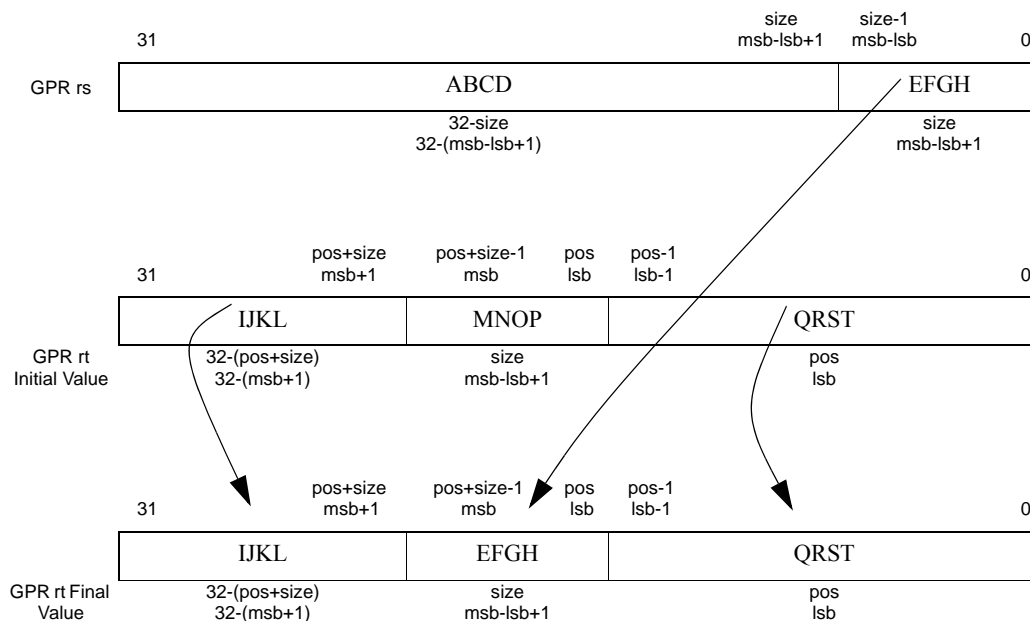 size size-1
31 msb-lsb+1 msb-lsb 0
GPR rs ABCD EFGH
32-size size
32-(msb-lsb+1) msb-lsb+1
pos+size pos+size-1 pos pos-1
31 msb+1 msb lsb lsb-1 0
IJKL MNOP QRST
GPR rt 32-(pos+size) size pos
Initial Value 32-(msb+1) msb-lsb+1 lsb
pos+size pos+size-1 pos pos-1
31 msb+1 msb lsb lsb-1 0
IJKL EFGH QRST
GPR rt Final 32-(pos+size) size pos
Value 32-(msb+1) msb-lsb+1 lsb